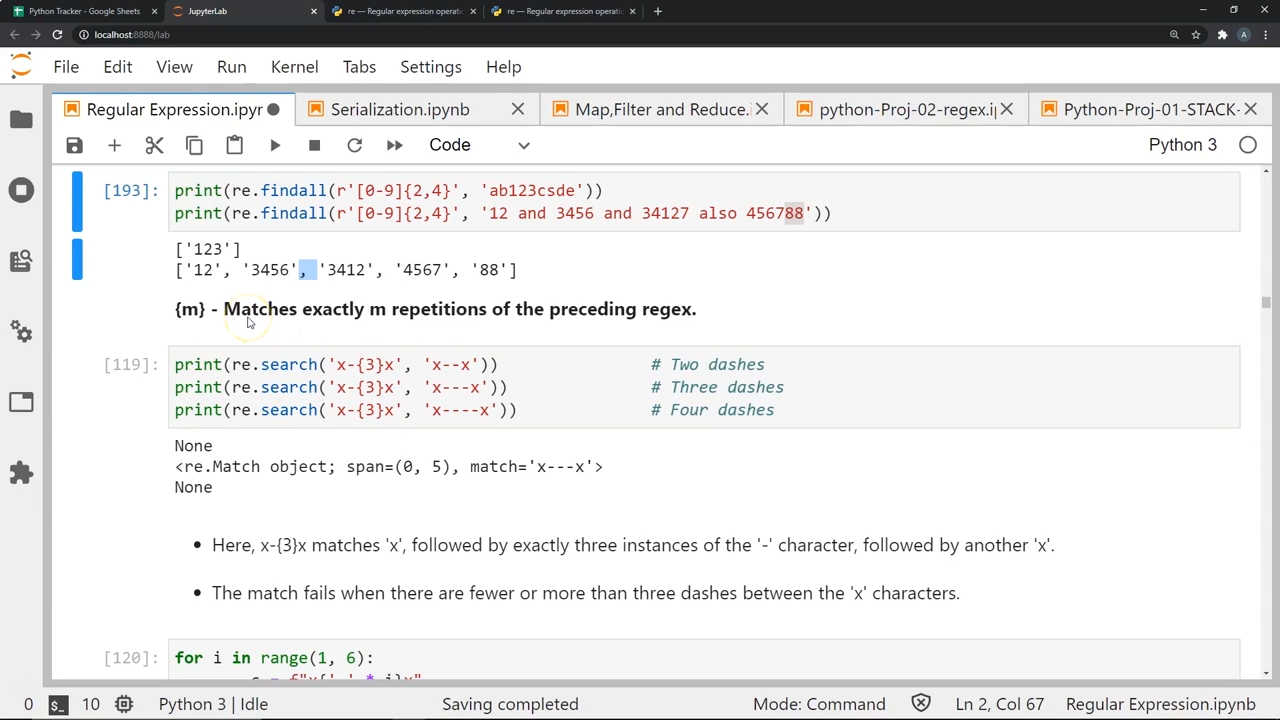 Python Tracker - Google Sheets
JupyterLab
re — Regular expression operatio
re — Regular expression operatio
localhost:8888/lab
A
File Edit View Run Kernel Tabs Settings Help
Regular Expression.ipyr
Serialization.ipynb
Map,Filter and Reduce.i
python-Proj-02-regex.ip
Python-Proj-01-STACK-
Code
Python 3
[193]: print(re.findall(r'[0-9]{2,4}', 'ab123csde'))
print(re.findall(r'[0-9]{2,4}', '12 and 3456 and 34127 also 456788'))
['123']
['12', '3456', '3412', '4567', '88']
{m} - Matches exactly m repetitions of the preceding regex.
[119]: print(re.search('x-{3}x', 'x--x')) # Two dashes
print(re.search('x-{3}x', 'x---x')) # Three dashes
print(re.search('x-{3}x', 'x----x')) # Four dashes
None
<re.Match object; span=(0, 5), match='x---x'>
None
• Here, x-{3}x matches 'x', followed by exactly three instances of the '-' character, followed by another 'x'.
• The match fails when there are fewer or more than three dashes between the 'x' characters.
[120]: for i in range(1, 6):
0 $_ 10 Python 3 | Idle Saving completed Mode: Command Ln 2, Col 67 Regular Expression.ipynb